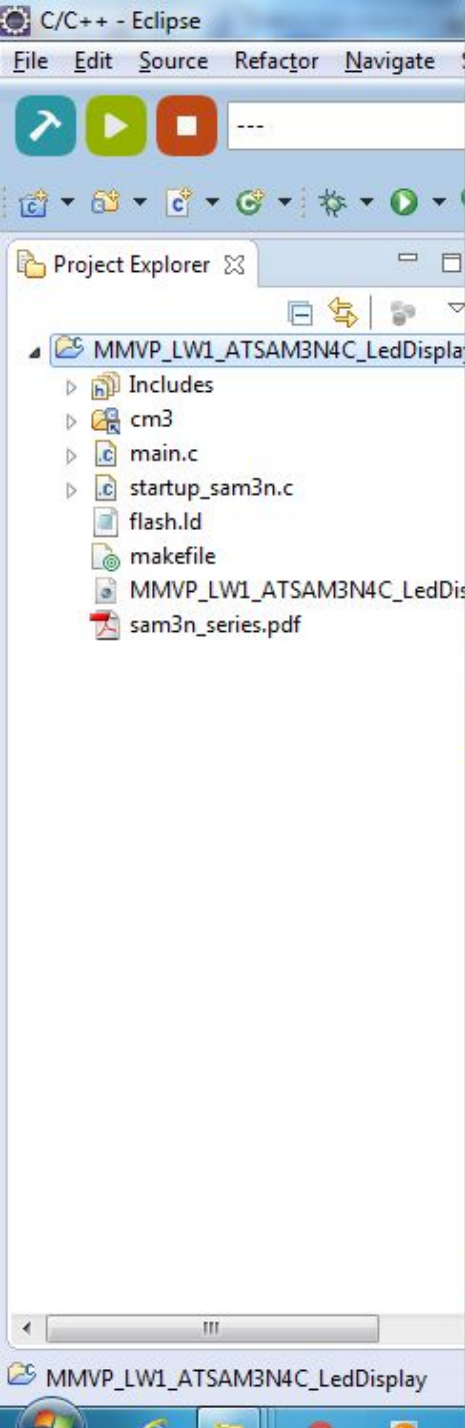 C/C++ - Eclipse
File Edit Source Refactor Navigate
---
Project Explorer
MMVP_LW1_ATSAM3N4C_LedDisplay
Includes
cm3
main.c
startup_sam3n.c
flash.ld
makefile
MMVP_LW1_ATSAM3N4C_LedDis
sam3n_series.pdf
MMVP_LW1_ATSAM3N4C_LedDisplay